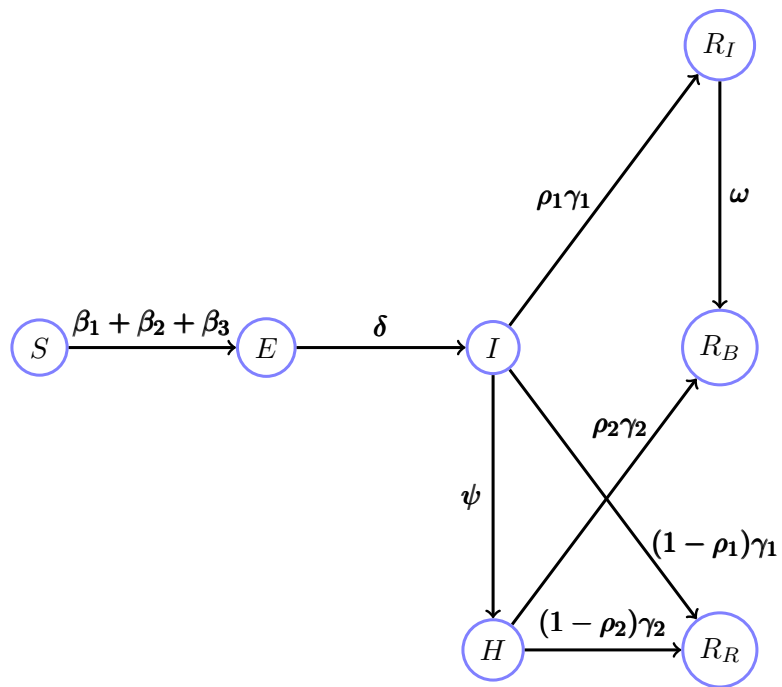 R_I
ρ₁γ₁
ω
β₁ + β₂ + β₃
δ
S
E
I
R_B
ρ₂γ₂
ψ
(1 − ρ₁)γ₁
(1 − ρ₂)γ₂
H
R_R